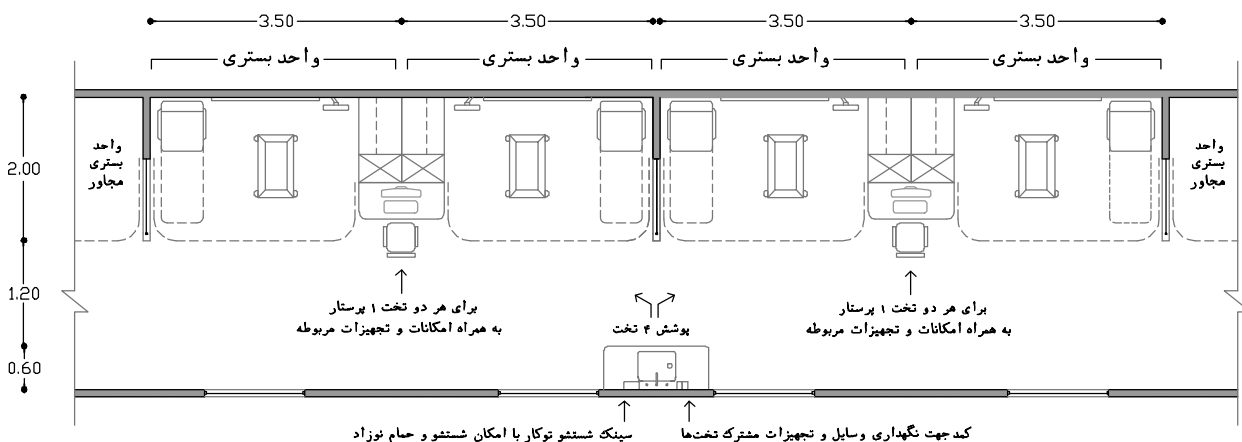 3.50 3.50 3.50 3.50
واحد بستری واحد بستری واحد بستری واحد بستری
2.00
واحد
بستری
مجاور
واحد
بستری
مجاور
1.20
برای هر دو تخت ۱ پرستار
به همراه امکانات و تجهیزات مربوطه
پوشش ۴ تخت
برای هر دو تخت ۱ پرستار
به همراه امکانات و تجهیزات مربوطه
0.60
کمد جهت نگهداری وسایل و تجهیزات مشترک تخت‌ها
سینک شستشو توکار با امکان شستشو و حمام نوزاد